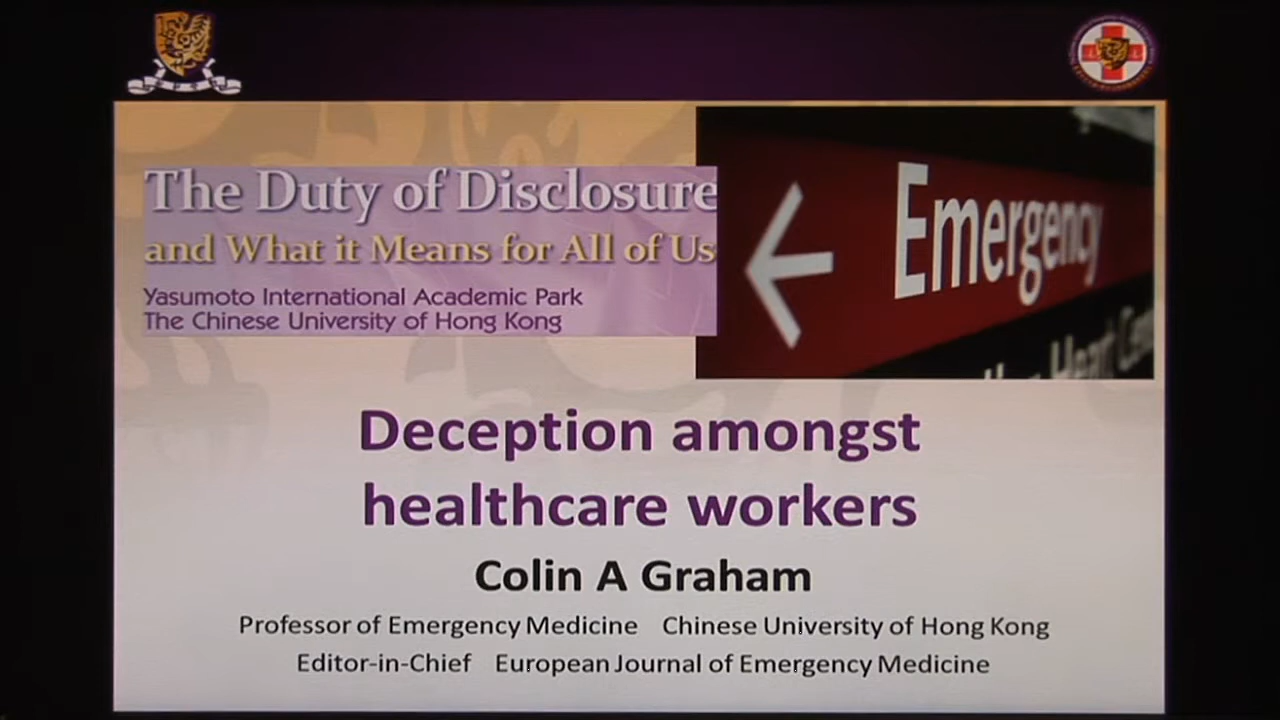 The Duty of Disclosure
and What it Means for All of Us
Yasumoto International Academic Park
The Chinese University of Hong Kong
Emergency
Heart
Deception amongst
healthcare workers
Colin A Graham
Professor of Emergency Medicine Chinese University of Hong Kong
Editor-in-Chief European Journal of Emergency Medicine